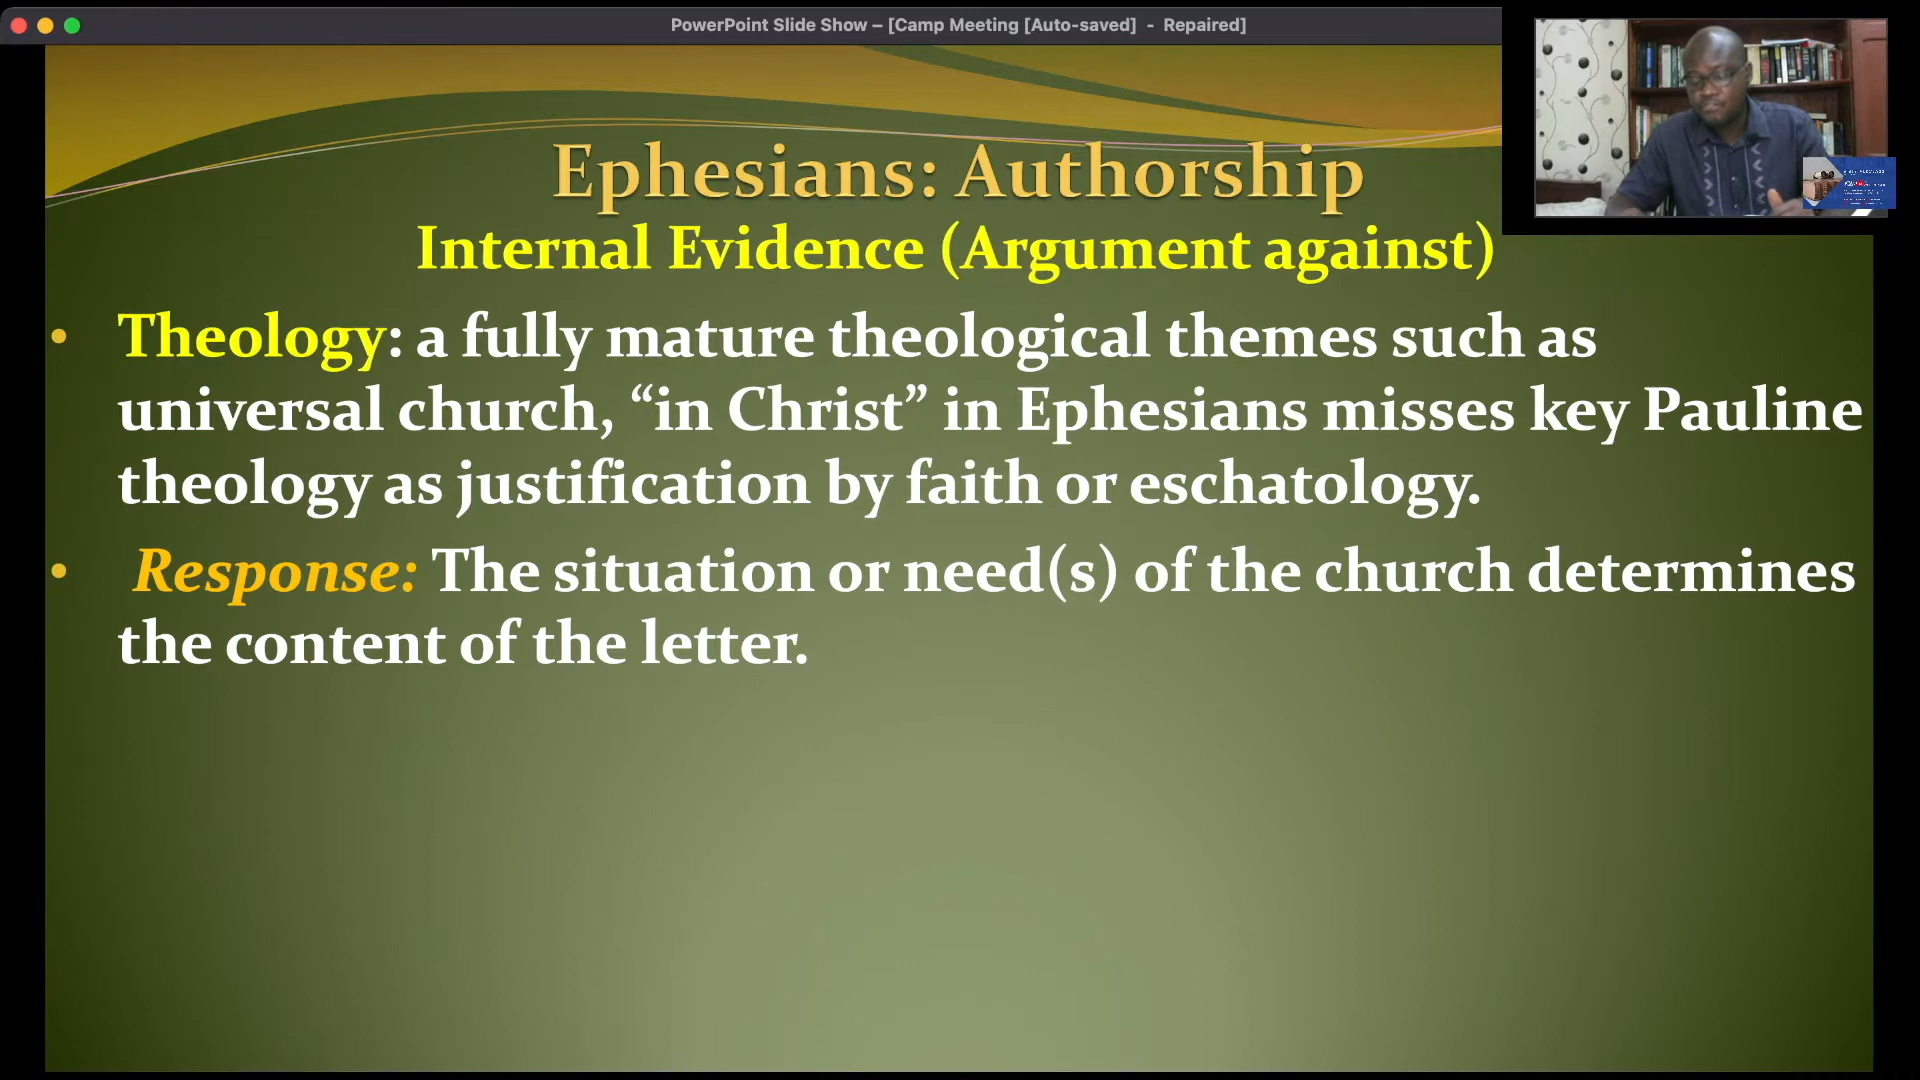 PowerPoint Slide Show – [Camp Meeting [Auto-saved]  -  Repaired]
Ephesians: Authorship
Internal Evidence (Argument against)
• Theology: a fully mature theological themes such as
universal church, “in Christ” in Ephesians misses key Pauline
theology as justification by faith or eschatology.
• Response: The situation or need(s) of the church determines
the content of the letter.